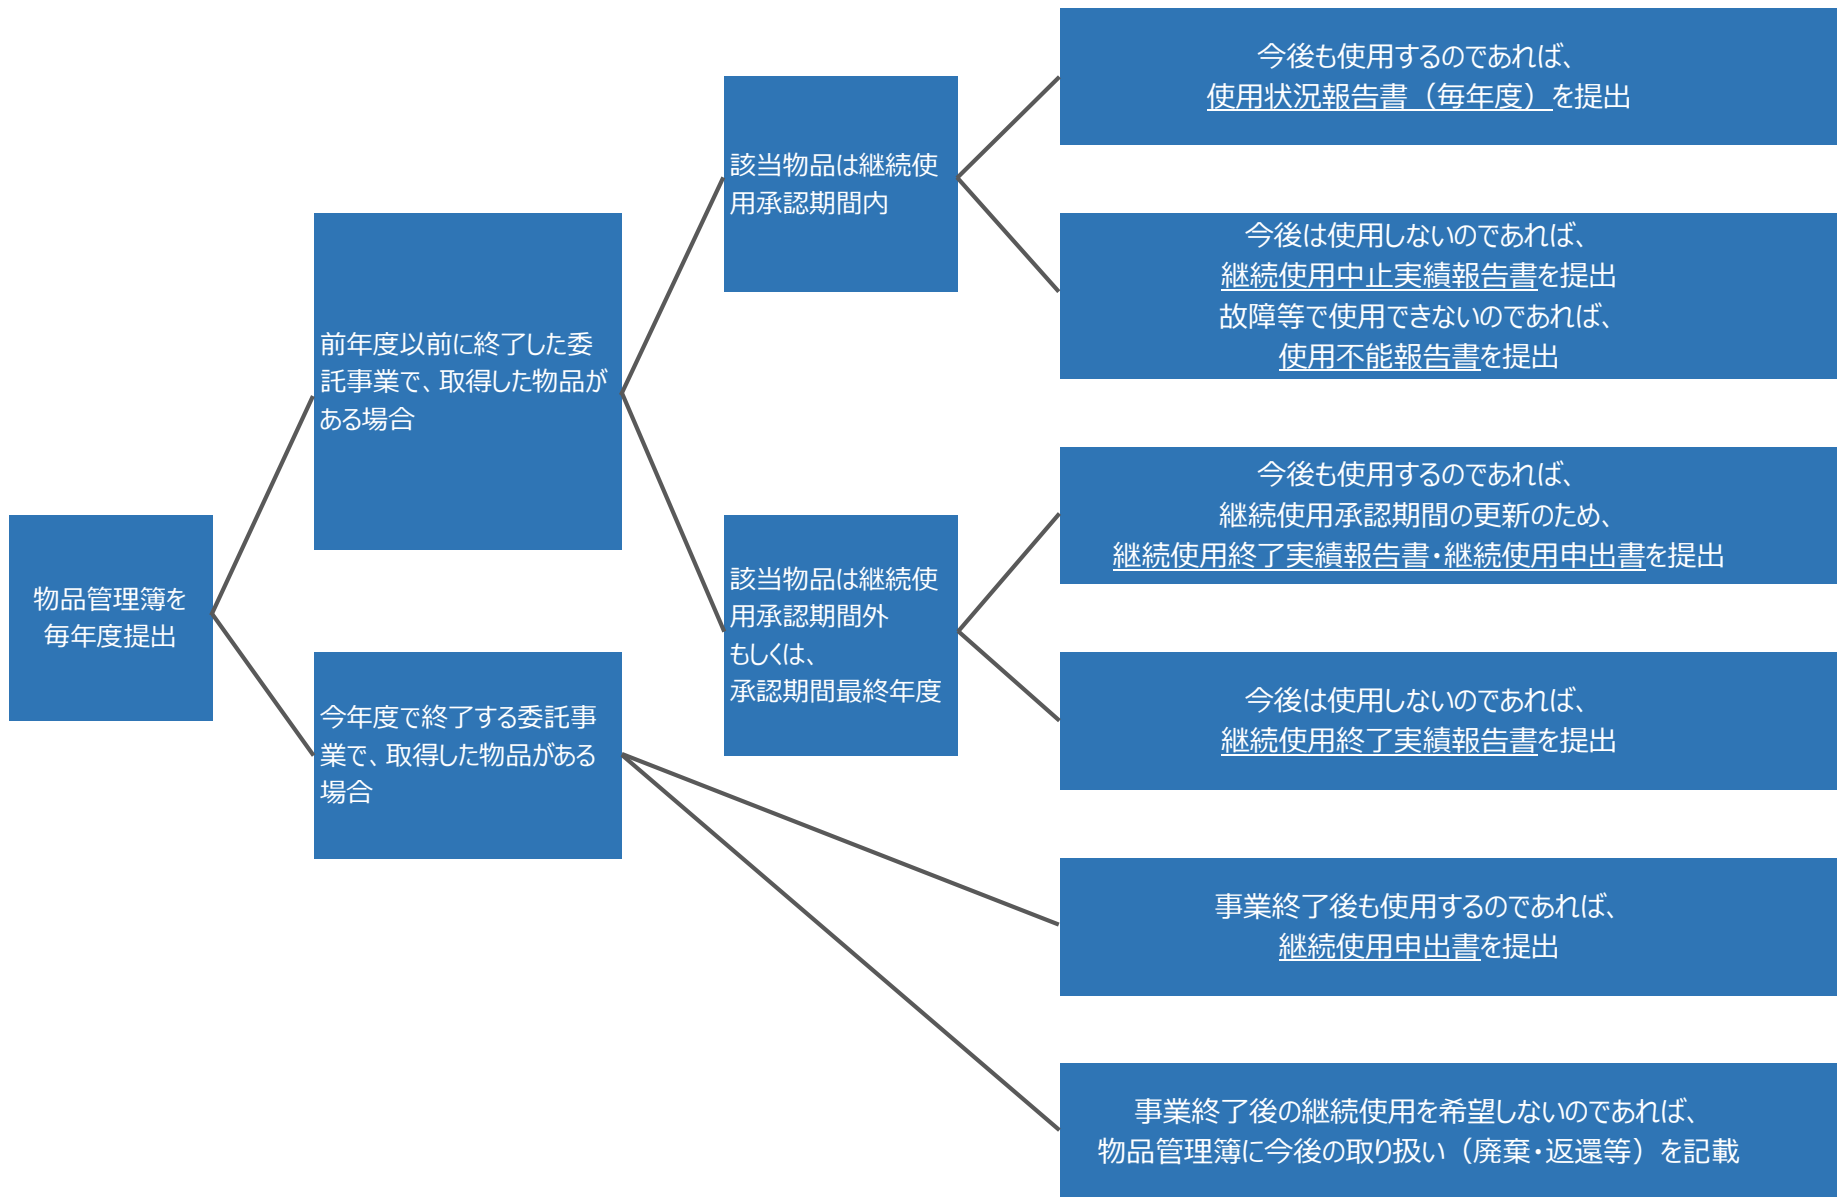 物品管理簿を
毎年度提出
前年度以前に終了した委
託事業で、取得した物品が
ある場合
今年度で終了する委託事
業で、取得した物品がある
場合
該当物品は継続使
用承認期間内
該当物品は継続使
用承認期間外
もしくは、
承認期間最終年度
今後も使用するのであれば、
使用状況報告書（毎年度）を提出
今後は使用しないのであれば、
継続使用中止実績報告書を提出
故障等で使用できないのであれば、
使用不能報告書を提出
今後も使用するのであれば、
継続使用承認期間の更新のため、
継続使用終了実績報告書・継続使用申出書を提出
今後は使用しないのであれば、
継続使用終了実績報告書を提出
事業終了後も使用するのであれば、
継続使用申出書を提出
事業終了後の継続使用を希望しないのであれば、
物品管理簿に今後の取り扱い（廃棄・返還等）を記載